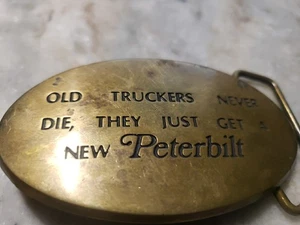 OLD TRUCKERS NEVER
DIE, THEY JUST GET A
NEW Peterbilt